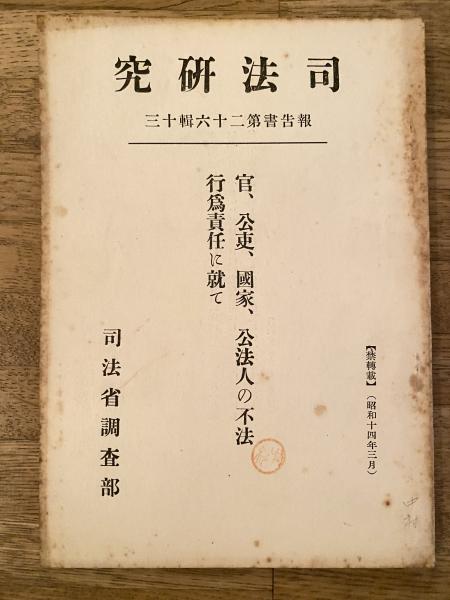 司法研究
報告書第二十六輯十三
官、公吏、國家、公法人の不法
行爲責任に就て
【禁轉載】（昭和十四年三月）
司法省調査部
中村